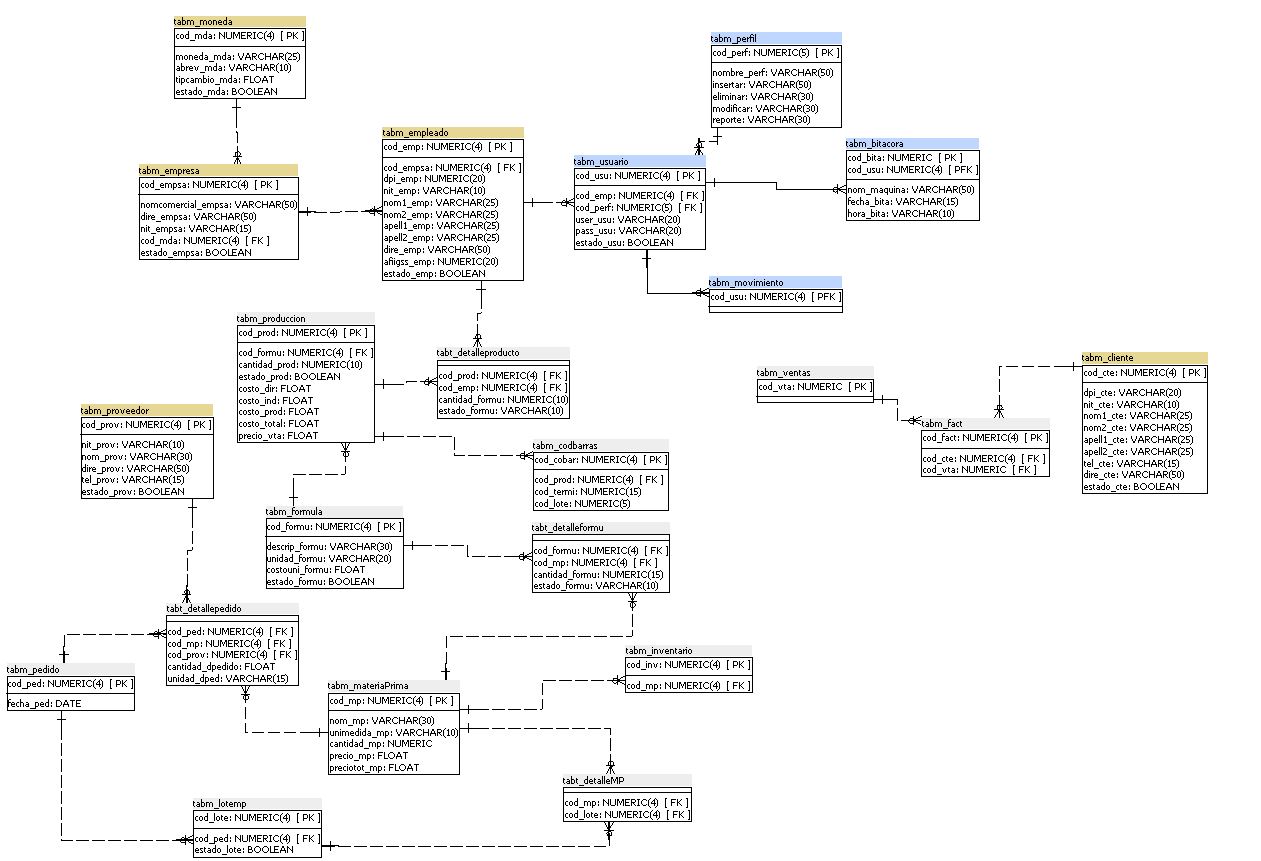 tabm_moneda
cod_mda: NUMERIC(4) [ PK ]
moneda_mda: VARCHAR(25)
abrev_mda: VARCHAR(10)
tipcambio_mda: FLOAT
estado_mda: BOOLEAN
tabm_perfil
cod_perf: NUMERIC(5) [ PK ]
nombre_perf: VARCHAR(50)
insertar: VARCHAR(50)
eliminar: VARCHAR(30)
modificar: VARCHAR(30)
reporte: VARCHAR(30)
tabm_empleado
cod_emp: NUMERIC(4) [ PK ]
cod_empsa: NUMERIC(4) [ FK ]
dpi_emp: NUMERIC(20)
nit_emp: VARCHAR(10)
nom1_emp: VARCHAR(25)
nom2_emp: VARCHAR(25)
apell1_emp: VARCHAR(25)
apell2_emp: VARCHAR(25)
dire_emp: VARCHAR(50)
afiigss_emp: NUMERIC(20)
estado_emp: BOOLEAN
tabm_bitacora
cod_bita: NUMERIC [ PK ]
cod_usu: NUMERIC(4) [ PFK ]
nom_maquina: VARCHAR(50)
fecha_bita: VARCHAR(15)
hora_bita: VARCHAR(10)
tabm_usuario
cod_usu: NUMERIC(4) [ PK ]
cod_emp: NUMERIC(4) [ FK ]
cod_perf: NUMERIC(5) [ FK ]
user_usu: VARCHAR(20)
pass_usu: VARCHAR(20)
estado_usu: BOOLEAN
tabm_empresa
cod_empsa: NUMERIC(4) [ PK ]
nomcomercial_empsa: VARCHAR(50)
dire_empsa: VARCHAR(50)
nit_empsa: VARCHAR(15)
cod_mda: NUMERIC(4) [ FK ]
estado_empsa: BOOLEAN
tabm_movimiento
cod_usu: NUMERIC(4) [ PFK ]
tabm_produccion
cod_prod: NUMERIC(4) [ PK ]
cod_formu: NUMERIC(4) [ FK ]
cantidad_prod: NUMERIC(10)
estado_prod: BOOLEAN
costo_dir: FLOAT
costo_ind: FLOAT
costo_prod: FLOAT
costo_total: FLOAT
precio_vta: FLOAT
tabt_detalleproducto
cod_prod: NUMERIC(4) [ FK ]
cod_emp: NUMERIC(4) [ FK ]
cantidad_formu: NUMERIC(10)
estado_formu: VARCHAR(10)
tabm_ventas
cod_vta: NUMERIC [ PK ]
tabm_cliente
cod_cte: NUMERIC(4) [ PK ]
dpi_cte: VARCHAR(20)
nit_cte: VARCHAR(10)
nom1_cte: VARCHAR(25)
nom2_cte: VARCHAR(25)
apell1_cte: VARCHAR(25)
apell2_cte: VARCHAR(25)
tel_cte: VARCHAR(15)
dire_cte: VARCHAR(50)
estado_cte: BOOLEAN
tabm_fact
cod_fact: NUMERIC(4) [ PK ]
cod_cte: NUMERIC(4) [ FK ]
cod_vta: NUMERIC [ FK ]
tabm_proveedor
cod_prov: NUMERIC(4) [ PK ]
nit_prov: VARCHAR(10)
nom_prov: VARCHAR(30)
dire_prov: VARCHAR(50)
tel_prov: VARCHAR(15)
estado_prov: BOOLEAN
tabm_codbarras
cod_cobar: NUMERIC(4) [ PK ]
cod_prod: NUMERIC(4) [ FK ]
cod_termi: NUMERIC(15)
cod_lote: NUMERIC(5)
tabm_formula
cod_formu: NUMERIC(4) [ PK ]
descrip_formu: VARCHAR(30)
unidad_formu: VARCHAR(20)
costouni_formu: FLOAT
estado_formu: BOOLEAN
tabt_detalleformu
cod_formu: NUMERIC(4) [ FK ]
cod_mp: NUMERIC(4) [ FK ]
cantidad_formu: NUMERIC(15)
estado_formu: VARCHAR(10)
tabt_detallepedido
cod_ped: NUMERIC(4) [ FK ]
cod_mp: NUMERIC(4) [ FK ]
cod_prov: NUMERIC(4) [ FK ]
cantidad_dpedido: FLOAT
unidad_dped: VARCHAR(15)
tabm_pedido
cod_ped: NUMERIC(4) [ PK ]
fecha_ped: DATE
tabm_inventario
cod_inv: NUMERIC(4) [ PK ]
cod_mp: NUMERIC(4) [ FK ]
tabm_materiaPrima
cod_mp: NUMERIC(4) [ PK ]
nom_mp: VARCHAR(30)
unimedida_mp: VARCHAR(10)
cantidad_mp: NUMERIC
precio_mp: FLOAT
preciotot_mp: FLOAT
tabt_detalleMP
cod_mp: NUMERIC(4) [ FK ]
cod_lote: NUMERIC(4) [ FK ]
tabm_lotemp
cod_lote: NUMERIC(4) [ PK ]
cod_ped: NUMERIC(4) [ FK ]
estado_lote: BOOLEAN